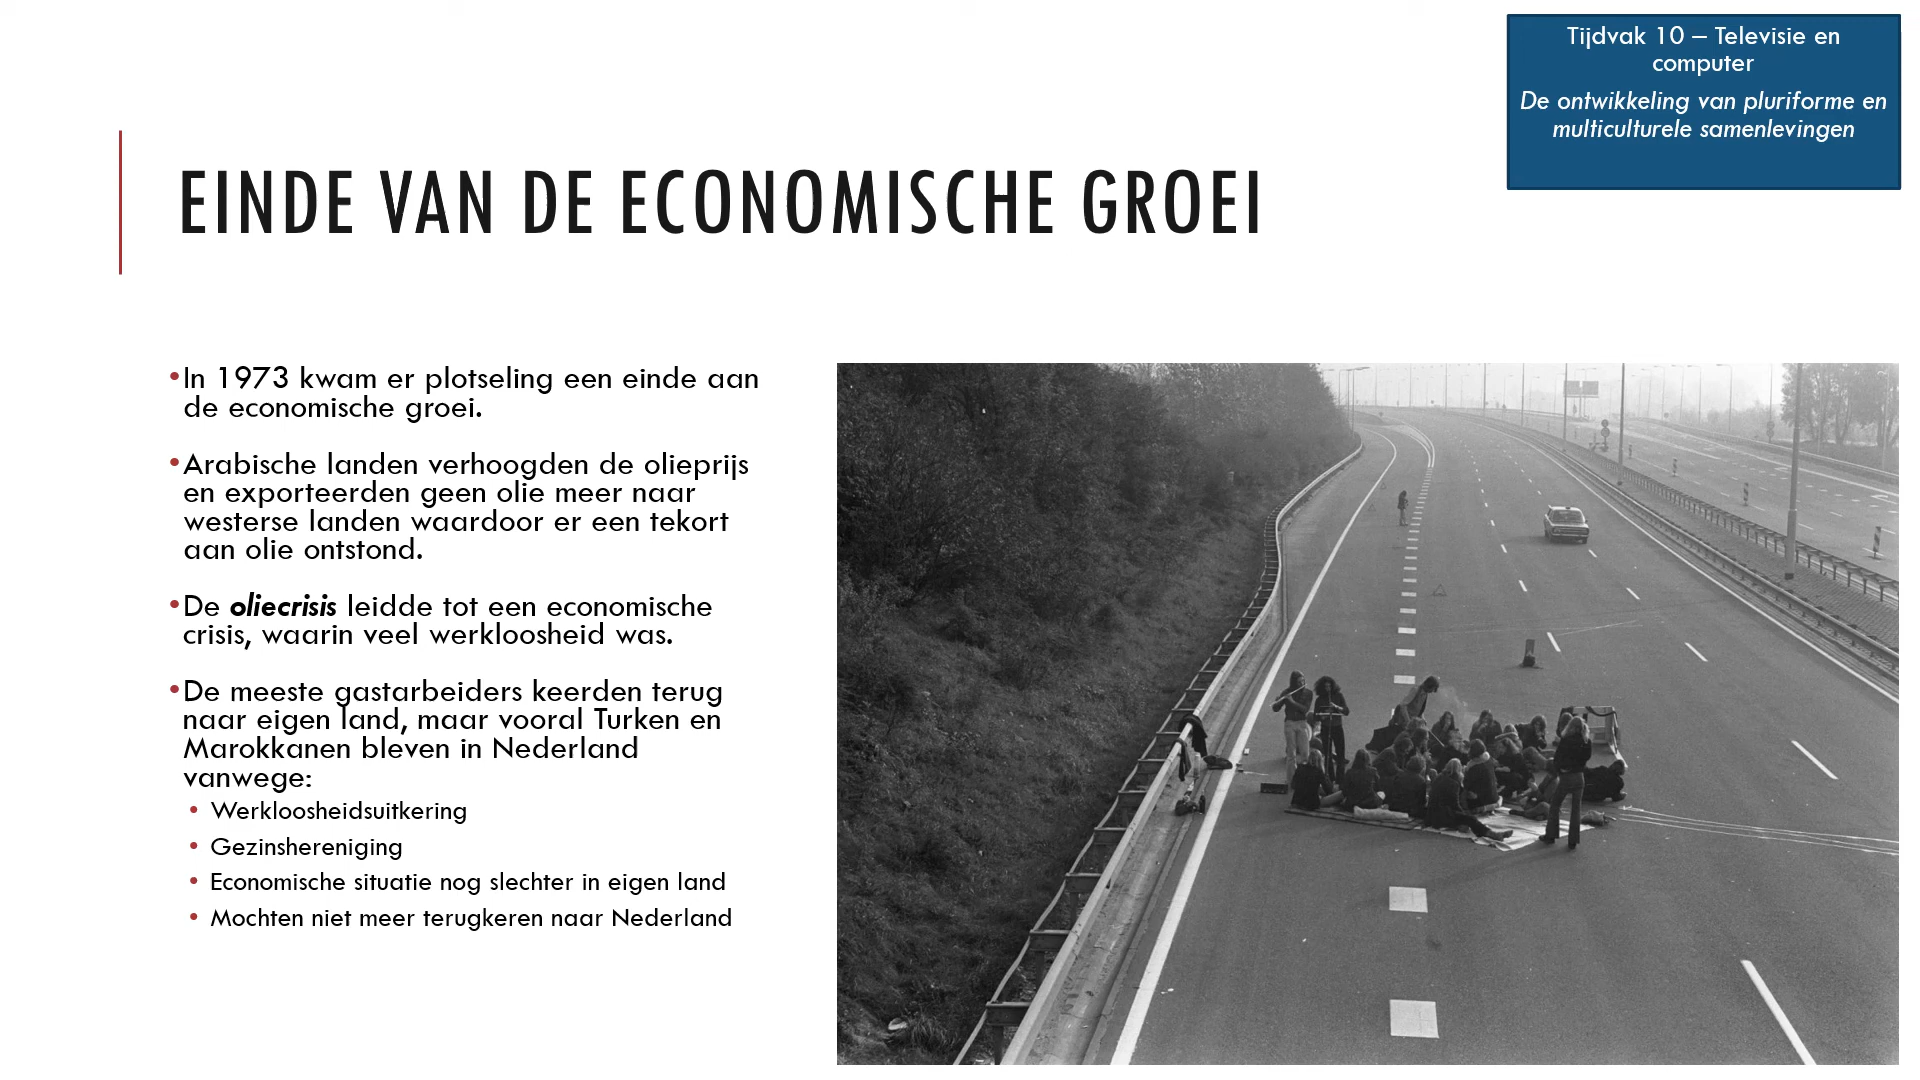 Tijdvak 10 – Televisie en
computer
De ontwikkeling van pluriforme en
multiculturele samenlevingen
EINDE VAN DE ECONOMISCHE GROEI
•In 1973 kwam er plotseling een einde aan
de economische groei.
•Arabische landen verhoogden de olieprijs
en exporteerden geen olie meer naar
westerse landen waardoor er een tekort
aan olie ontstond.
•De oliecrisis leidde tot een economische
crisis, waarin veel werkloosheid was.
•De meeste gastarbeiders keerden terug
naar eigen land, maar vooral Turken en
Marokkanen bleven in Nederland
vanwege:
• Werkloosheidsuitkering
• Gezinshereniging
• Economische situatie nog slechter in eigen land
• Mochten niet meer terugkeren naar Nederland